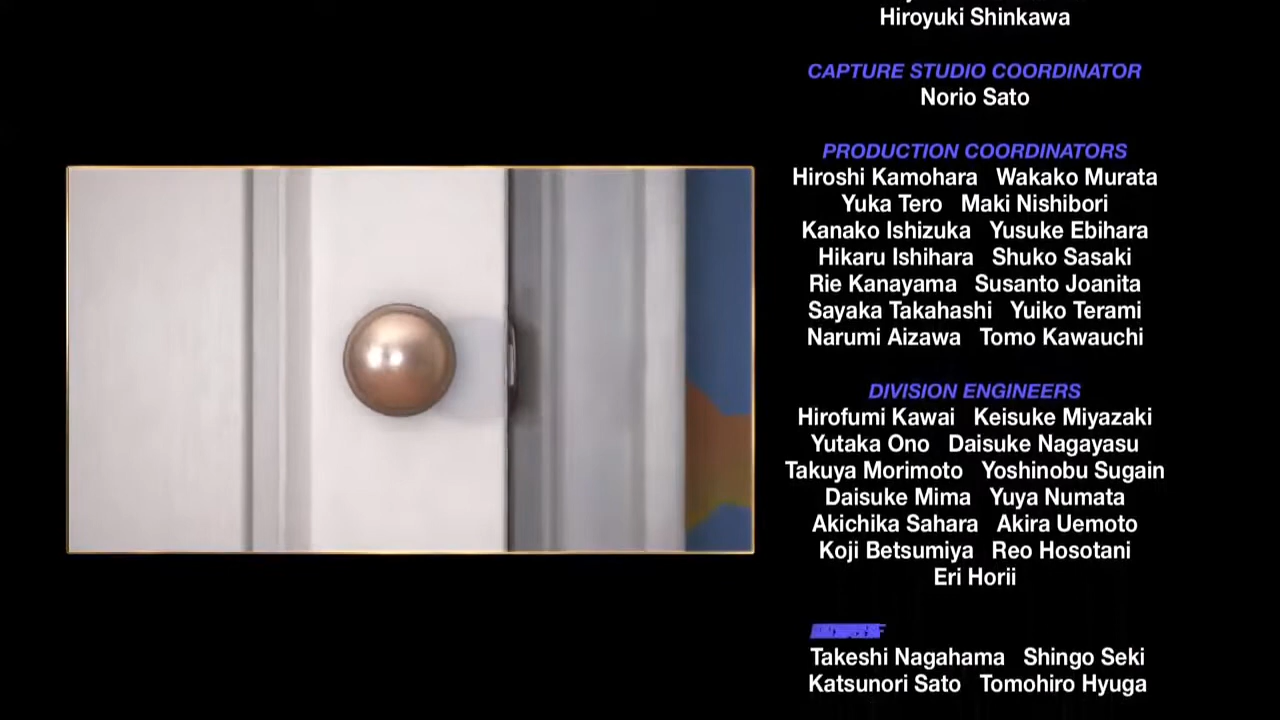 Hiroyuki Shinkawa
CAPTURE STUDIO COORDINATOR
Norio Sato
PRODUCTION COORDINATORS
Hiroshi Kamohara Wakako Murata
Yuka Tero Maki Nishibori
Kanako Ishizuka Yusuke Ebihara
Hikaru Ishihara Shuko Sasaki
Rie Kanayama Susanto Joanita
Sayaka Takahashi Yuiko Terami
Narumi Aizawa Tomo Kawauchi
DIVISION ENGINEERS
Hirofumi Kawai Keisuke Miyazaki
Yutaka Ono Daisuke Nagayasu
Takuya Morimoto Yoshinobu Sugain
Daisuke Mima Yuya Numata
Akichika Sahara Akira Uemoto
Koji Betsumiya Reo Hosotani
Eri Horii
Takeshi Nagahama Shingo Seki
Katsunori Sato Tomohiro Hyuga